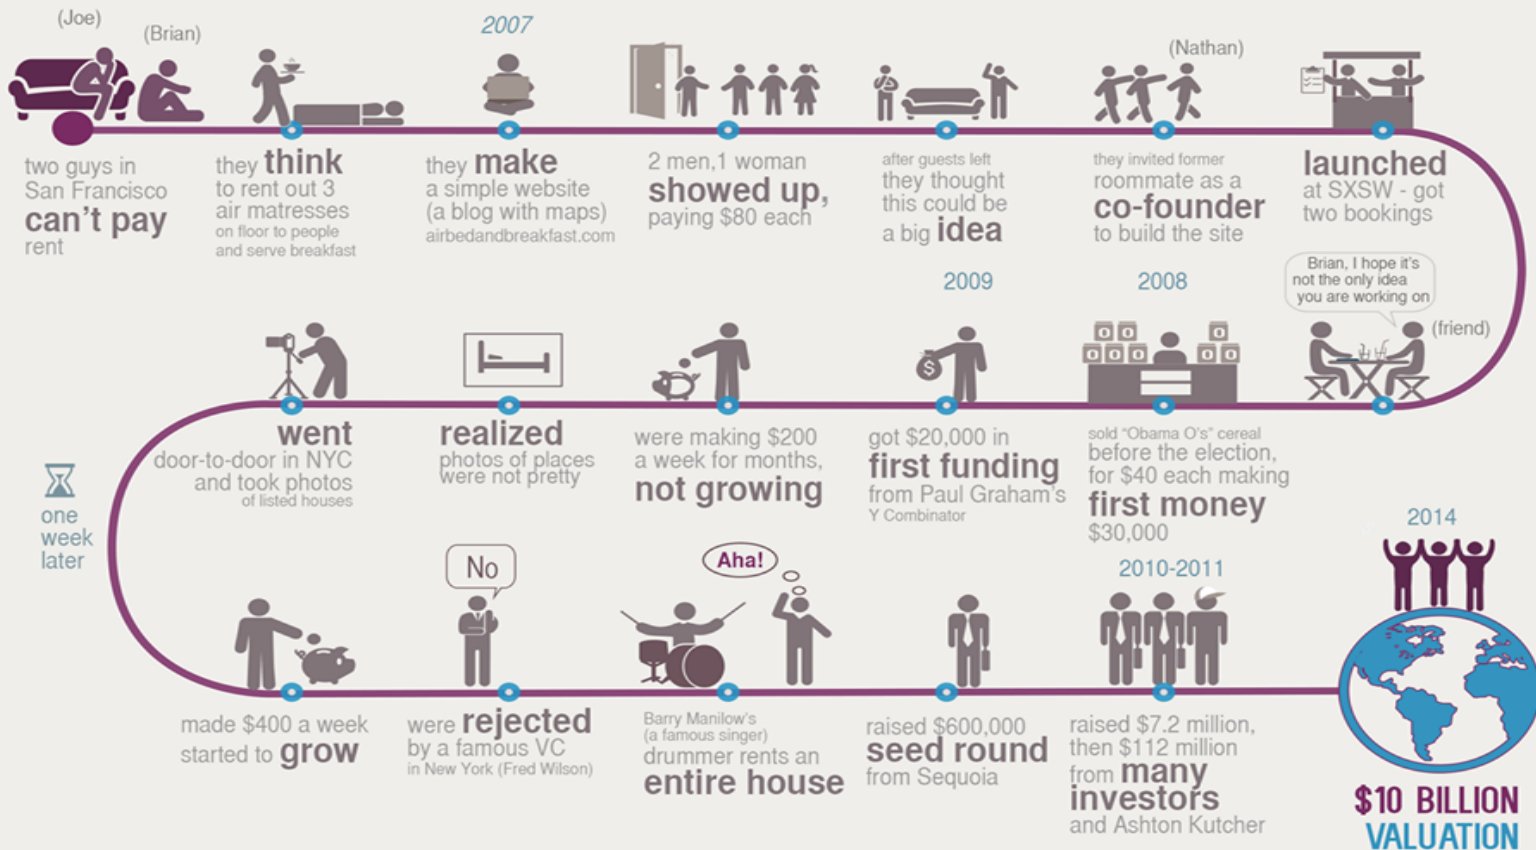 (Joe)
(Brian)
two guys in
San Francisco
can't pay
rent
they think
to rent out 3
air matresses
on floor to people
and serve breakfast
2007
they make
a simple website
(a blog with maps)
airbedandbreakfast.com
2 men,1 woman
showed up,
paying $80 each
after guests left
they thought
this could be
a big idea
(Nathan)
they invited former
roommate as a
co-founder
to build the site
launched
at SXSW - got
two bookings
Brian, I hope it's
not the only idea
you are working on
(friend)
2008
sold "Obama O's" cereal
before the election,
for $40 each making
first money
$30,000
2009
got $20,000 in
first funding
from Paul Graham's
Y Combinator
were making $200
a week for months,
not growing
realized
photos of places
were not pretty
went
door-to-door in NYC
and took photos
of listed houses
one
week
later
made $400 a week
started to grow
No
were rejected
by a famous VC
in New York (Fred Wilson)
Aha!
Barry Manilow's
(a famous singer)
drummer rents an
entire house
raised $600,000
seed round
from Sequoia
2010-2011
raised $7.2 million,
then $112 million
from many
investors
and Ashton Kutcher
2014
$10 BILLION
VALUATION